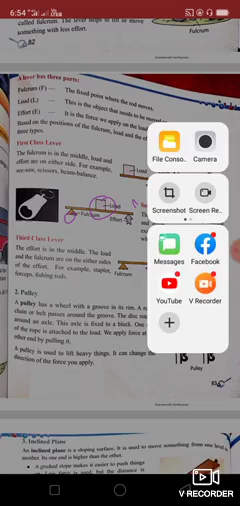 6:54
called fulcrum. The lever helps to lift or move
something with less effort.
Fulcrum
82
A lever has three parts:
Fulcrum (F) — The fixed point where the rod moves.
Load (L) — This is the object that needs to be moved
Effort (E) — It is the force we apply on the load
Based on the positions of the fulcrum, load and the
three types.
First Class Lever
The fulcrum is in the middle, load and
effort are on either side. For example,
see-saw, scissors, beam-balance.
Load
Load
Fulcrum
Effort
Third Class Lever
The effort is in the middle. The load
and the fulcrum are on the either sides
of the effort. For example, stapler,
forceps, fishing rods.
Fulcrum
2. Pulley
A pulley has a wheel with a groove in its rim. A
chain or belt passes around the groove. The disc
around an axle. This axle is fixed to a block. One
of the rope is attached to the load. We apply force at
other end by pulling it.
A pulley is used to lift heavy things. It can change the
direction of the force you apply.
Pulley
83
3. Inclined Plane
An inclined plane is a sloping surface. It is used to move something from one level to
another. Its one end is higher than the other.
A gradual slope makes it easier to push things
File Conso..
Camera
Screenshot
Screen Re..
Messages
Facebook
YouTube
V Recorder
V RECORDER